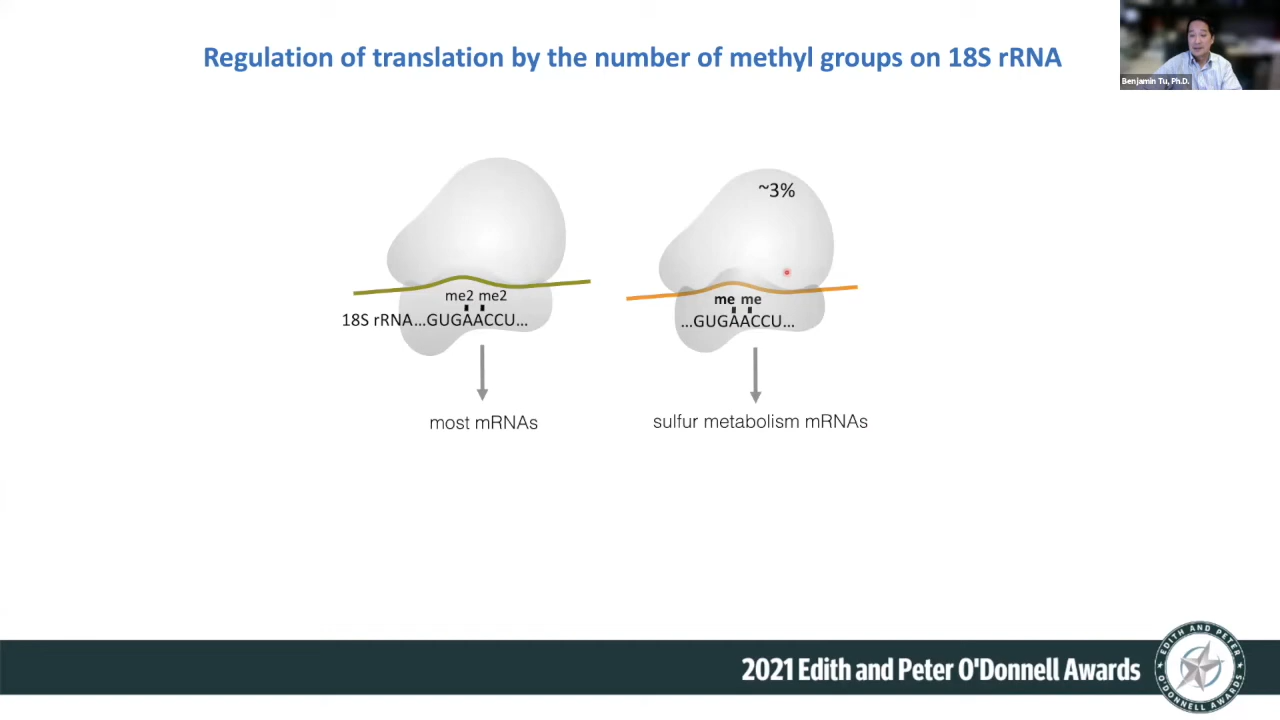 Regulation of translation by the number of methyl groups on 18S rRNA
Benjamin Tu, Ph.D.
~3%
me2 me2
18S rRNA...GUGAACCU...
me me
...GUGAACCU...
most mRNAs
sulfur metabolism mRNAs
2021 Edith and Peter O'Donnell Awards
EDITH AND PETER
O'DONNELL AWARDS